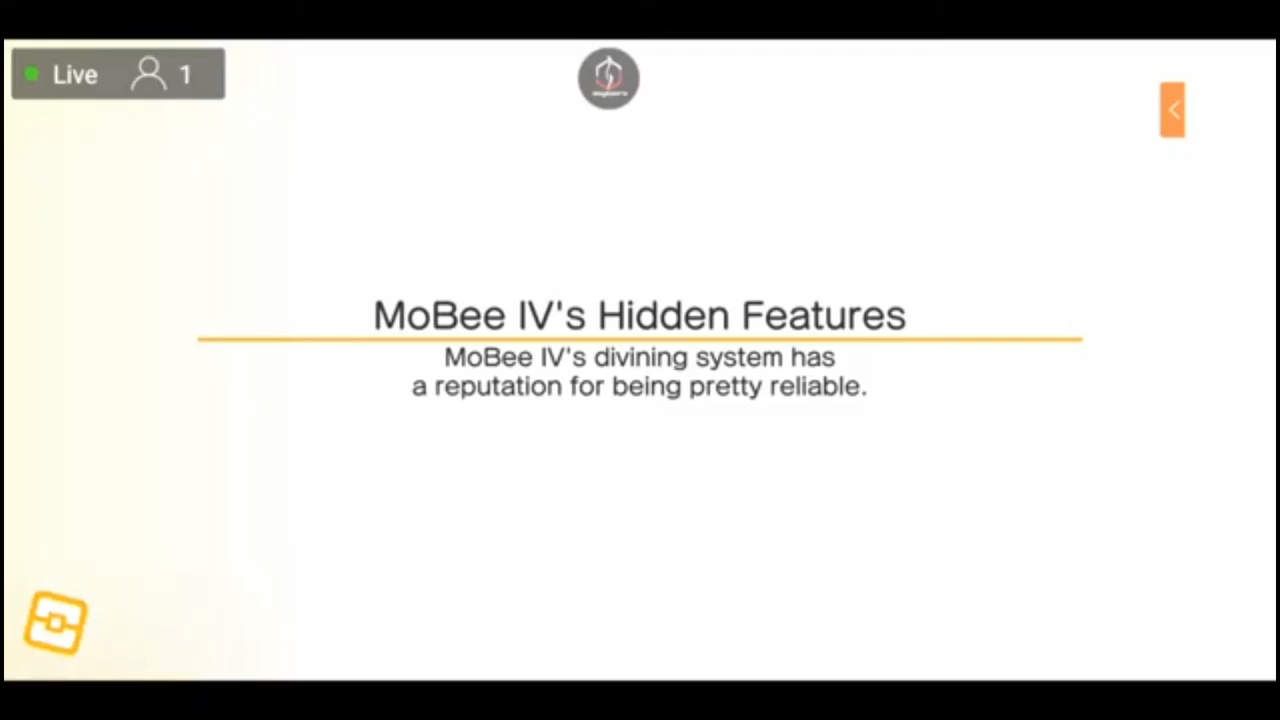 Live 1
MoBee IV's Hidden Features
MoBee IV's divining system has
a reputation for being pretty reliable.